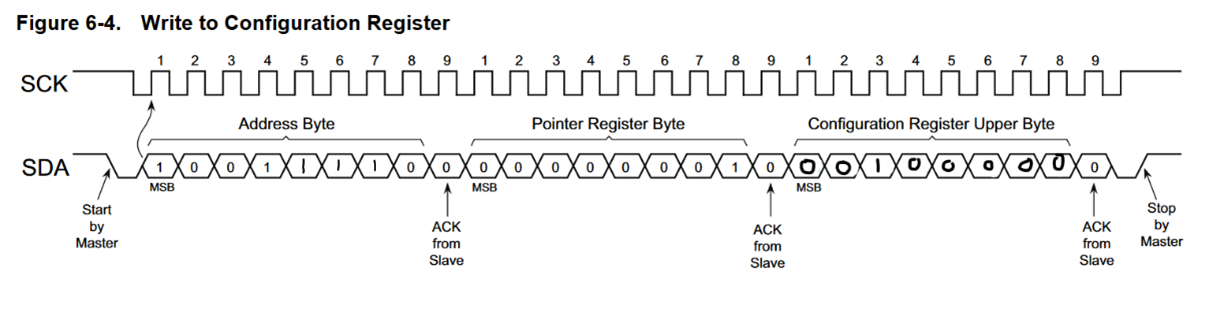 Figure 6-4. Write to Configuration Register
1 2 3 4 5 6 7 8 9 1 2 3 4 5 6 7 8 9 1 2 3 4 5 6 7 8 9
SCK
Address Byte Pointer Register Byte Configuration Register Upper Byte
SDA 1 0 0 1 1 1 1 0 0 0 0 0 0 0 0 0 1 0 0 0 1 0 0 0 0 0 0
MSB MSB MSB
Start by Master
ACK from Slave
ACK from Slave
ACK from Slave
Stop by Master